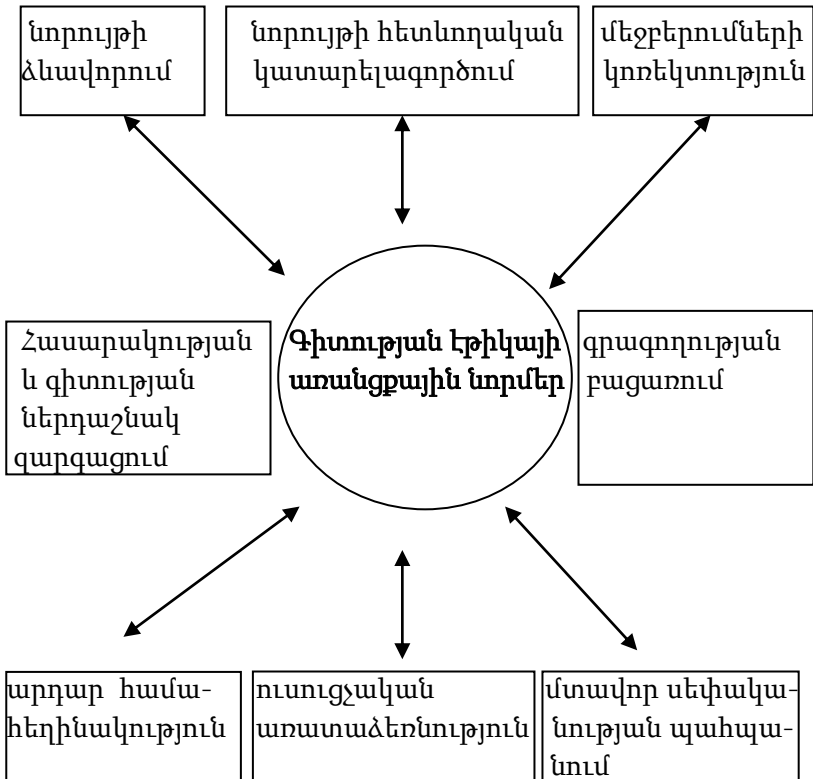 նորույթի
ձևավորում
նորույթի հետևողական
կատարելագործում
մեջբերումների
կոռեկտություն
Հասարակության
և գիտության
ներդաշնակ
զարգացում
Գիտության էթիկայի
առանցքային նորմեր
գրագողության
բացառում
արդար համա-
հեղինակություն
ուսուցչական
առատաձեռնություն
մտավոր սեփակա-
նության պահպա-
նում